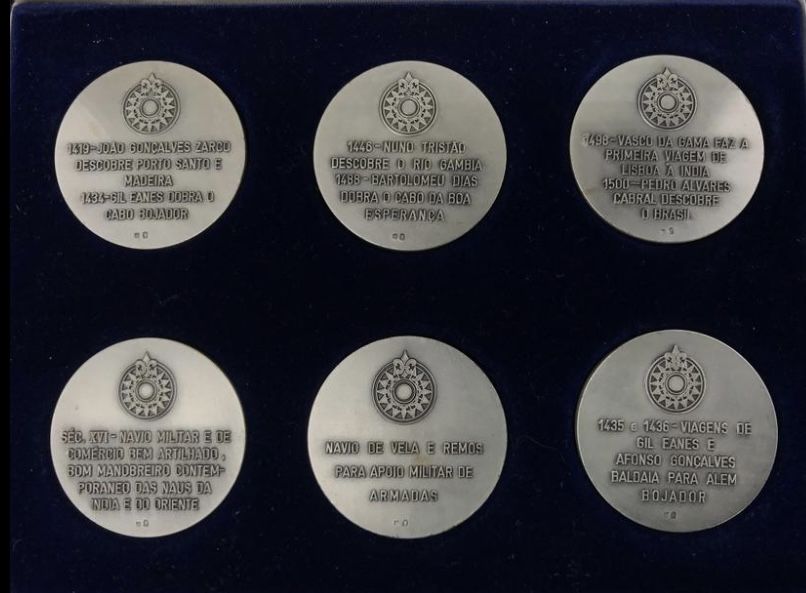 1419-JOÃO GONÇALVES ZARCO
DESCOBRE PORTO SANTO E
MADEIRA
1434-GIL EANES DOBRA O
CABO BOJADOR
1446-NUNO TRISTÃO
DESCOBRE O RIO GAMBIA
1488-BARTOLOMEU DIAS
DOBRA O CABO DA BOA
ESPERANÇA
1498-VASCO DA GAMA FAZ A
PRIMEIRA VIAGEM DE
LISBOA À INDIA
1500-PEDRO ALVARES
CABRAL DESCOBRE
O BRASIL
SÉC. XVI-NAVIO MILITAR E DE
COMÉRCIO BEM ARTILHADO,
BOM MANOBREIRO CONTEM-
PORANEO DAS NAUS DA
INDIA E DO ORIENTE
NAVIO DE VELA E REMOS
PARA APOIO MILITAR DE
ARMADAS
1435 e 1436-VIAGENS DE
GIL EANES E
AFONSO GONÇALVES
BALDAIA PARA ALEM
BOJADOR